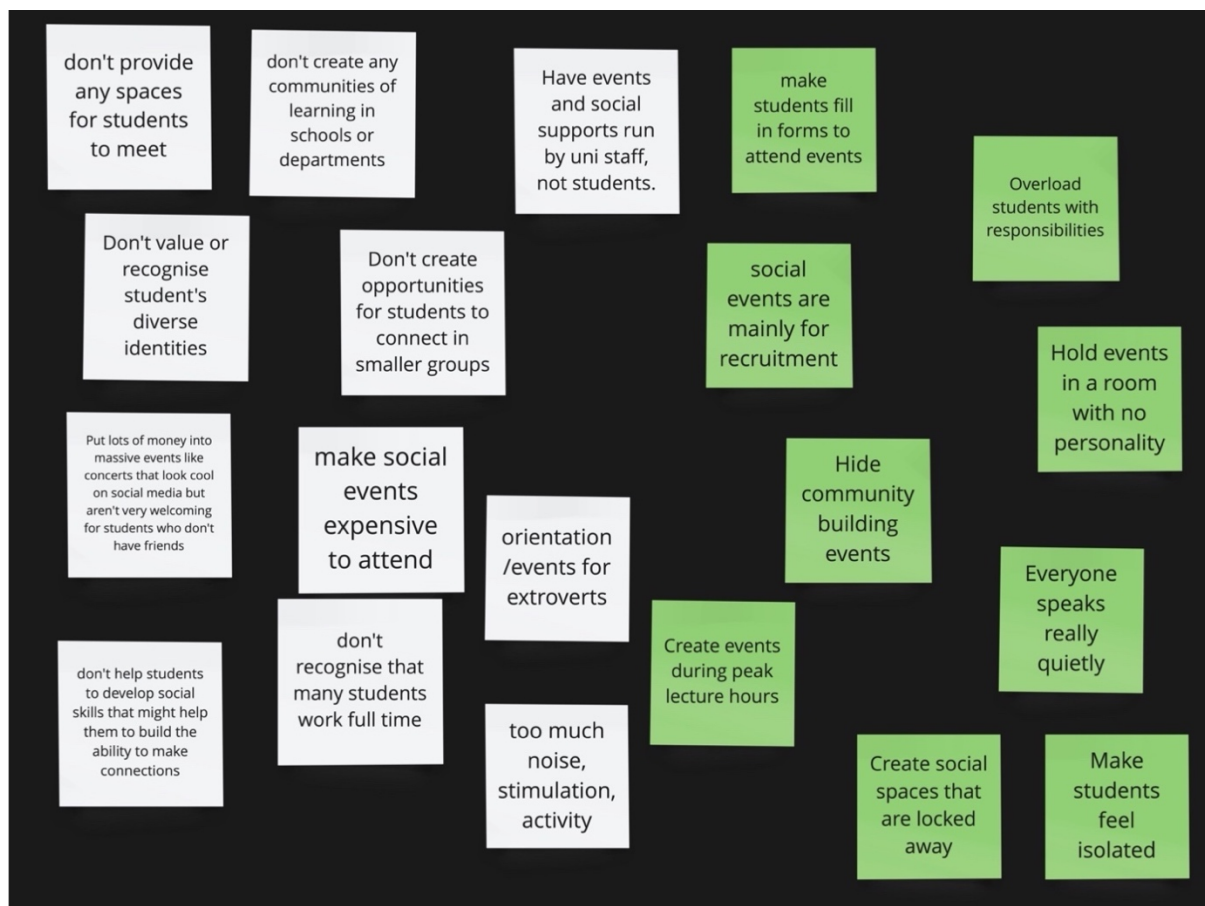 don't provide
any spaces
for students
to meet
don't create any
communities of
learning in
schools or
departments
Have events
and social
supports run
by uni staff,
not students.
make
students fill
in forms to
attend events
Overload
students with
responsibilities
Don't value or
recognise
student's
diverse
identities
Don't create
opportunities
for students to
connect in
smaller groups
social
events are
mainly for
recruitment
Hold events
in a room
with no
personality
Put lots of money into
massive events like
concerts that look cool
on social media but
aren't very welcoming
for students who don't
have friends
make social
events
expensive
to attend
orientation
/events for
extroverts
Hide
community
building
events
Everyone
speaks
really
quietly
don't help students
to develop social
skills that might help
them to build the
ability to make
connections
don't
recognise that
many students
work full time
too much
noise,
stimulation,
activity
Create events
during peak
lecture hours
Create social
spaces that
are locked
away
Make
students
feel
isolated